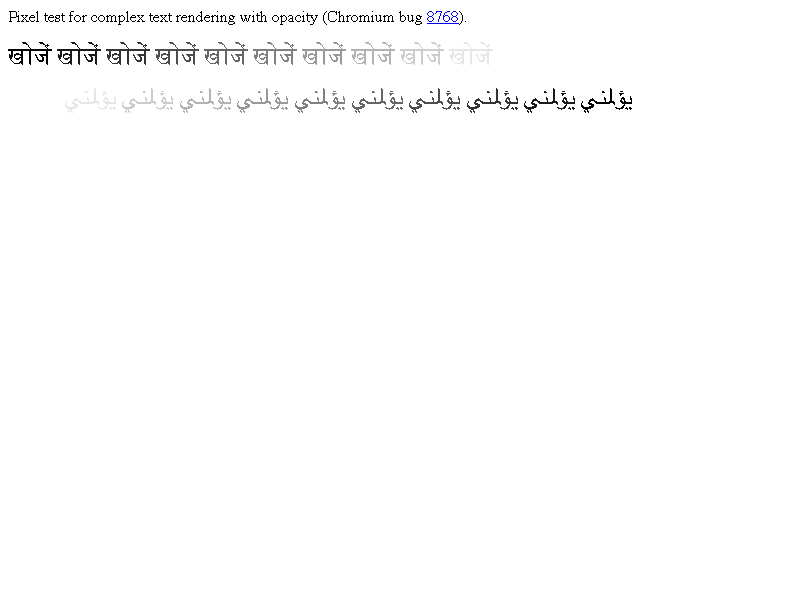 Pixel test for complex text rendering with opacity (Chromium bug 8768).
खोजें खोजें खोजें खोजें खोजें खोजें खोजें खोजें खोजें खोजें
يؤلمني يؤلمني يؤلمني يؤلمني يؤلمني يؤلمني يؤلمني يؤلمني يؤلمني يؤلمني